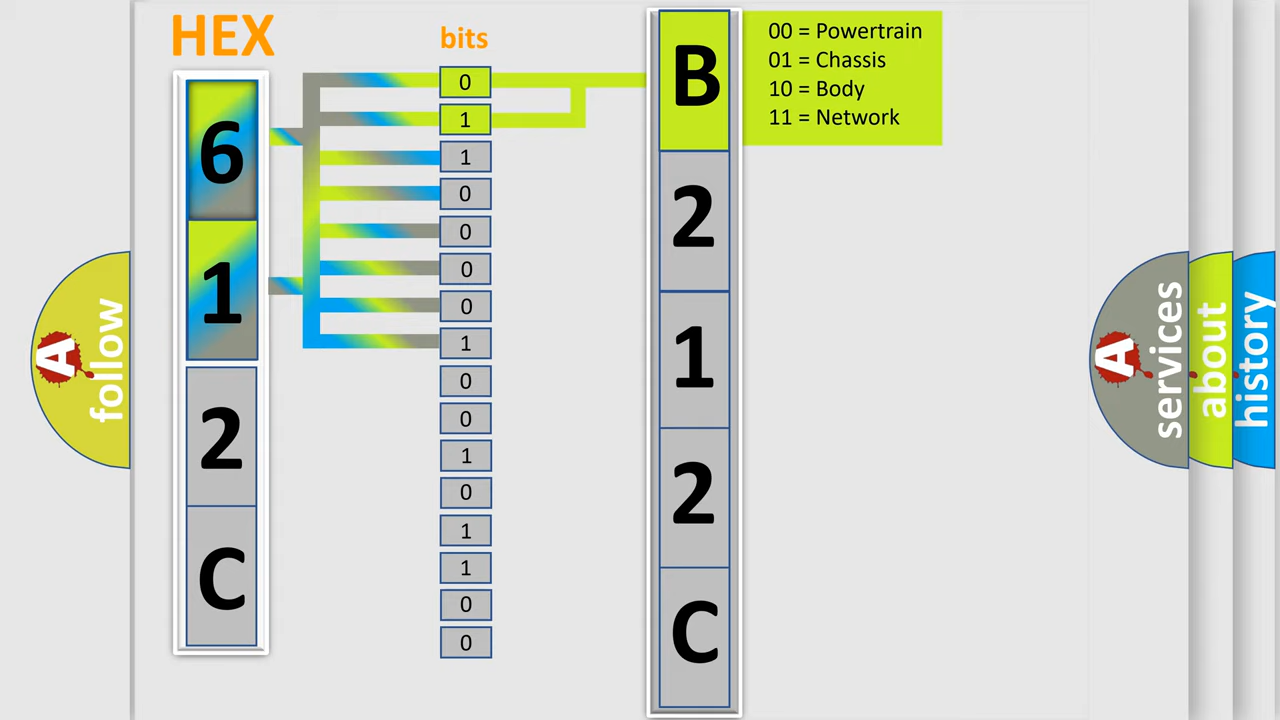 HEX
bits
6
1
2
C
0
1
1
0
0
0
0
1
0
0
1
0
1
1
0
0
B
2
1
2
C
00 = Powertrain
01 = Chassis
10 = Body
11 = Network
A follow
A services
about
history